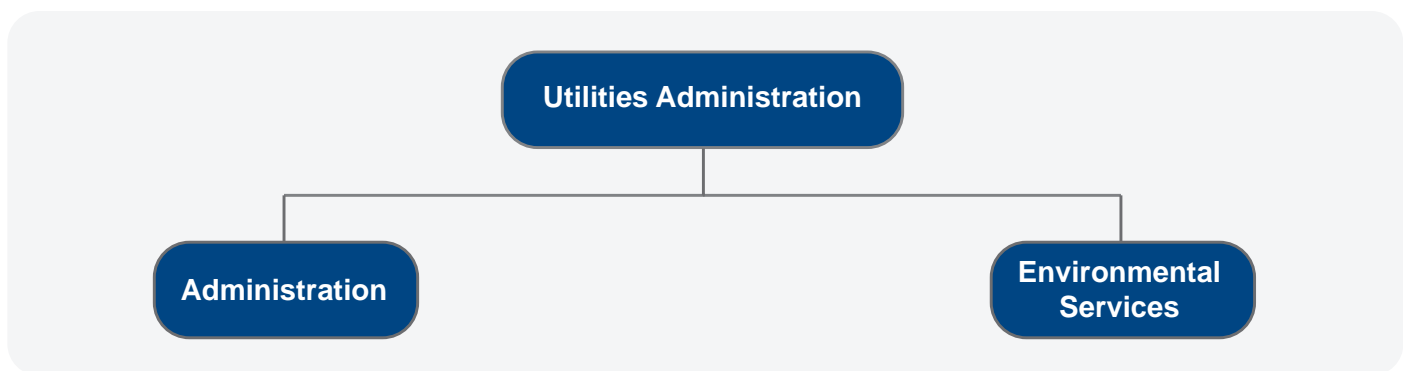 Utilities Administration
Administration
Environmental
Services